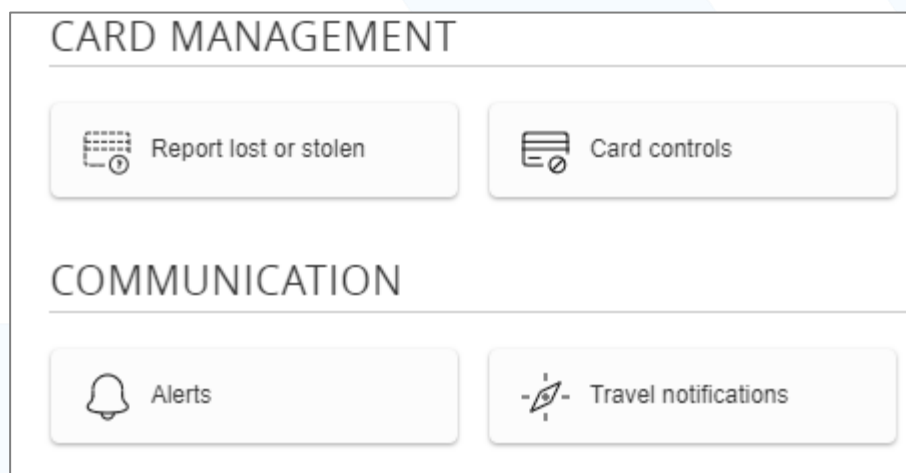 CARD MANAGEMENT
Report lost or stolen
Card controls
COMMUNICATION
Alerts
Travel notifications